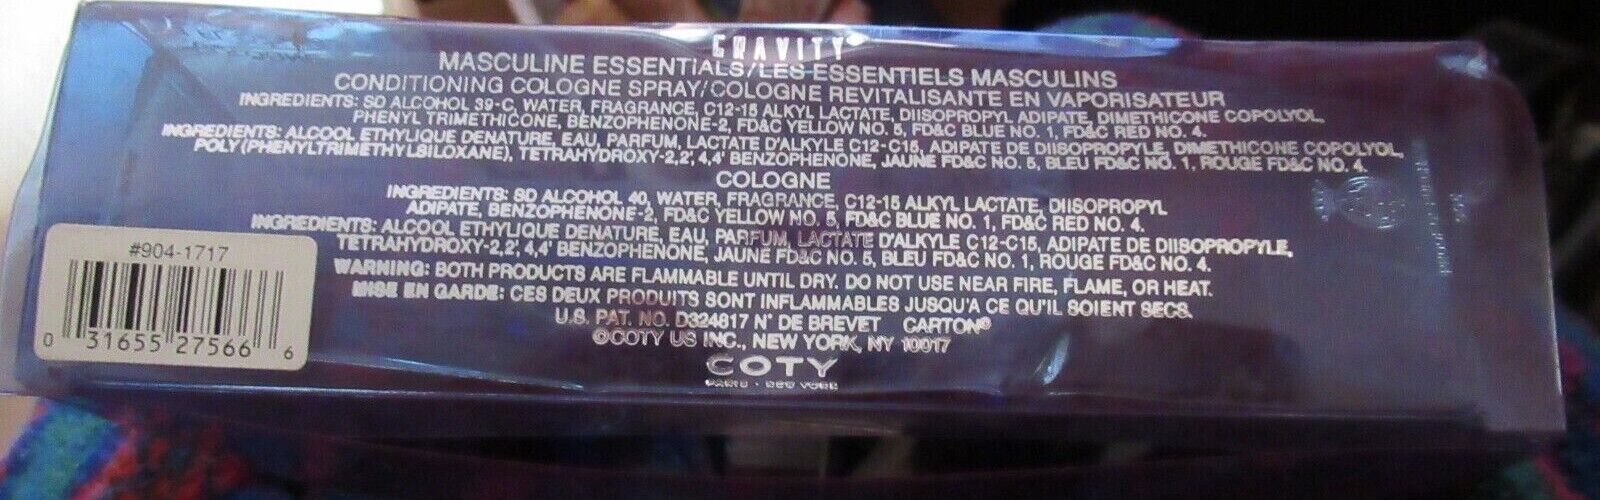 GRAVITY®
MASCULINE ESSENTIALS/LES ESSENTIELS MASCULINS
CONDITIONING COLOGNE SPRAY/COLOGNE REVITALISANTE EN VAPORISATEUR
INGREDIENTS: SD ALCOHOL 39-C, WATER, FRAGRANCE, C12-15 ALKYL LACTATE, DIISOPROPYL ADIPATE, DIMETHICONE COPOLYOL,
PHENYL TRIMETHICONE, BENZOPHENONE-2, FD&C YELLOW NO. 5, FD&C BLUE NO. 1, FD&C RED NO. 4.
INGREDIENTS: ALCOOL ETHYLIQUE DENATURE, EAU, PARFUM, LACTATE D'ALKYLE C12-C15, ADIPATE DE DIISOPROPYLE, DIMETHICONE COPOLYOL,
POLY(PHENYLTRIMETHYLSILOXANE), TETRAHYDROXY-2,2', 4,4' BENZOPHENONE, JAUNE FD&C NO. 5, BLEU FD&C NO. 1, ROUGE FD&C NO. 4.
COLOGNE
INGREDIENTS: SD ALCOHOL 40, WATER, FRAGRANCE, C12-15 ALKYL LACTATE, DIISOPROPYL
ADIPATE, BENZOPHENONE-2, FD&C YELLOW NO. 5, FD&C BLUE NO. 1, FD&C RED NO. 4.
INGREDIENTS: ALCOOL ETHYLIQUE DENATURE, EAU, PARFUM, LACTATE D'ALKYLE C12-C15, ADIPATE DE DIISOPROPYLE,
TETRAHYDROXY-2,2', 4,4' BENZOPHENONE, JAUNE FD&C NO. 5, BLEU FD&C NO. 1, ROUGE FD&C NO. 4.
WARNING: BOTH PRODUCTS ARE FLAMMABLE UNTIL DRY. DO NOT USE NEAR FIRE, FLAME, OR HEAT.
MISE EN GARDE: CES DEUX PRODUITS SONT INFLAMMABLES JUSQU'A CE QU'IL SOIENT SECS.
U.S. PAT. NO. D324817 N° DE BREVET CARTON®
©COTY US INC., NEW YORK, NY 10017
COTY
PARIS · NEW YORK
#904-1717
0 31655 27566 6